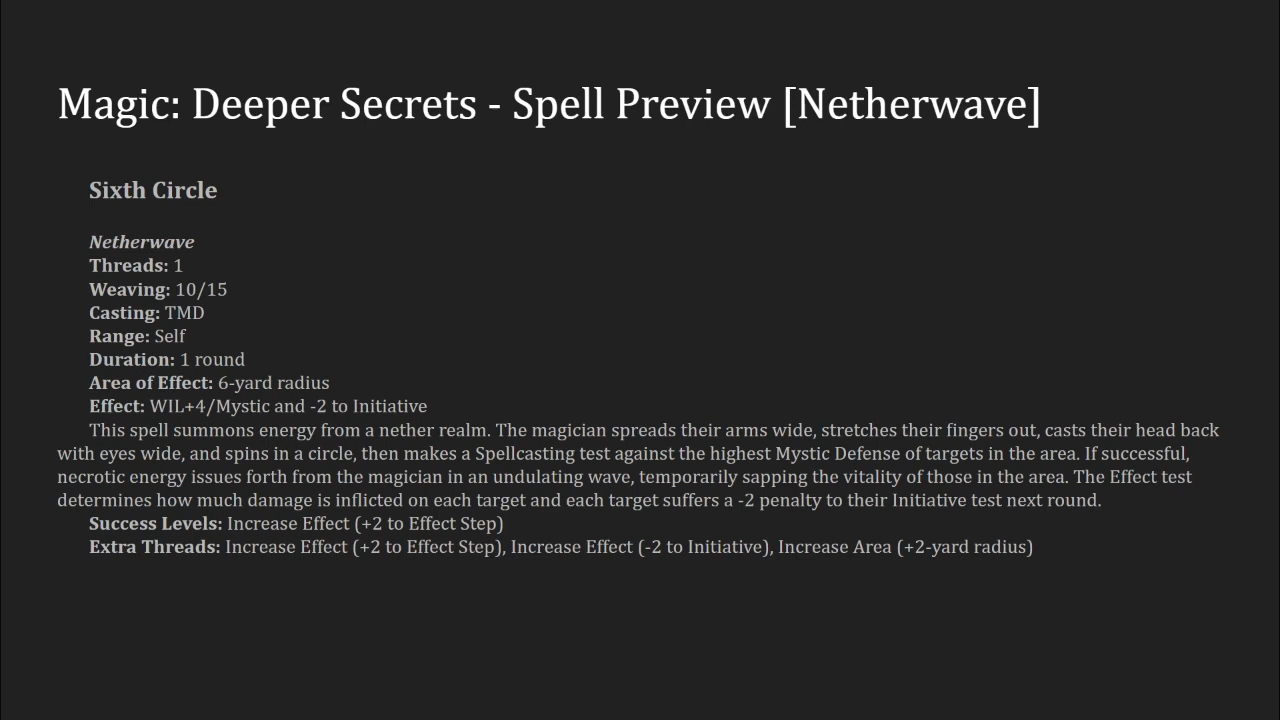 Magic: Deeper Secrets - Spell Preview [Netherwave]
Sixth Circle
Netherwave
Threads: 1
Weaving: 10/15
Casting: TMD
Range: Self
Duration: 1 round
Area of Effect: 6-yard radius
Effect: WIL+4/Mystic and -2 to Initiative
This spell summons energy from a nether realm. The magician spreads their arms wide, stretches their fingers out, casts their head back
with eyes wide, and spins in a circle, then makes a Spellcasting test against the highest Mystic Defense of targets in the area. If successful,
necrotic energy issues forth from the magician in an undulating wave, temporarily sapping the vitality of those in the area. The Effect test
determines how much damage is inflicted on each target and each target suffers a -2 penalty to their Initiative test next round.
Success Levels: Increase Effect (+2 to Effect Step)
Extra Threads: Increase Effect (+2 to Effect Step), Increase Effect (-2 to Initiative), Increase Area (+2-yard radius)